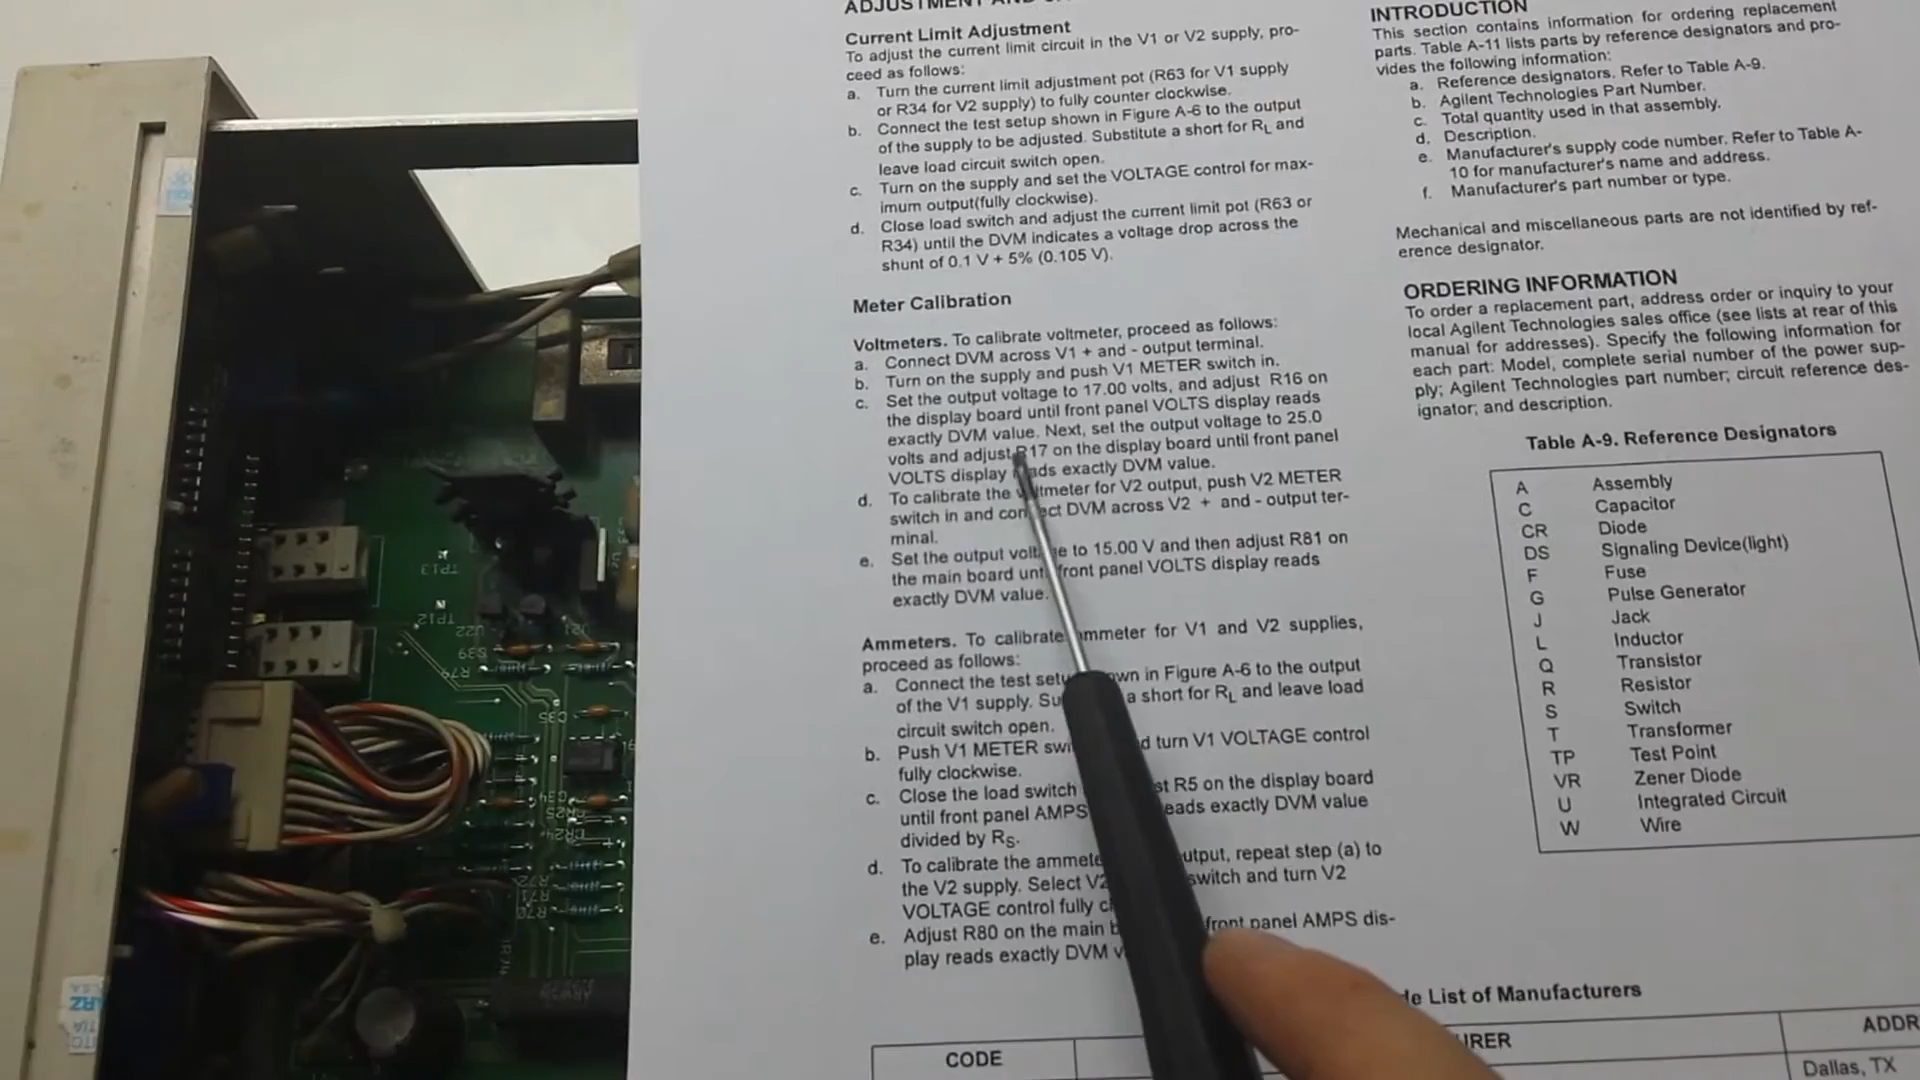 ADJUSTMENT AND
Current Limit Adjustment
To adjust the current limit circuit in the V1 or V2 supply, pro-
ceed as follows:
a. Turn the current limit adjustment pot (R63 for V1 supply
or R34 for V2 supply) to fully counter clockwise.
b. Connect the test setup shown in Figure A-6 to the output
of the supply to be adjusted. Substitute a short for RL and
leave load circuit switch open.
c. Turn on the supply and set the VOLTAGE control for max-
imum output(fully clockwise).
d. Close load switch and adjust the current limit pot (R63 or
R34) until the DVM indicates a voltage drop across the
shunt of 0.1 V + 5% (0.105 V).
Meter Calibration
Voltmeters. To calibrate voltmeter, proceed as follows:
a. Connect DVM across V1 + and - output terminal.
b. Turn on the supply and push V1 METER switch in.
c. Set the output voltage to 17.00 volts, and adjust R16 on
the display board until front panel VOLTS display reads
exactly DVM value. Next, set the output voltage to 25.0
volts and adjust R17 on the display board until front panel
VOLTS display reads exactly DVM value.
d. To calibrate the voltmeter for V2 output, push V2 METER
switch in and connect DVM across V2 + and - output ter-
minal.
e. Set the output voltage to 15.00 V and then adjust R81 on
the main board until front panel VOLTS display reads
exactly DVM value.
Ammeters. To calibrate ammeter for V1 and V2 supplies,
proceed as follows:
a. Connect the test setup shown in Figure A-6 to the output
of the V1 supply. Su a short for RL and leave load
circuit switch open.
b. Push V1 METER swi d turn V1 VOLTAGE control
fully clockwise.
c. Close the load switch st R5 on the display board
until front panel AMPS eads exactly DVM value
divided by RS.
d. To calibrate the ammete utput, repeat step (a) to
the V2 supply. Select V2 switch and turn V2
VOLTAGE control fully cl
e. Adjust R80 on the main b front panel AMPS dis-
play reads exactly DVM v
CODE
INTRODUCTION
This section contains information for ordering replacement
parts. Table A-11 lists parts by reference designators and pro-
vides the following information:
a. Reference designators. Refer to Table A-9.
b. Agilent Technologies Part Number.
c. Total quantity used in that assembly.
d. Description.
e. Manufacturer's supply code number. Refer to Table A-
10 for manufacturer's name and address.
f. Manufacturer's part number or type.
Mechanical and miscellaneous parts are not identified by ref-
erence designator.
ORDERING INFORMATION
To order a replacement part, address order or inquiry to your
local Agilent Technologies sales office (see lists at rear of this
manual for addresses). Specify the following information for
each part: Model, complete serial number of the power sup-
ply; Agilent Technologies part number; circuit reference des-
ignator; and description.
Table A-9. Reference Designators
A Assembly
C Capacitor
CR Diode
DS Signaling Device(light)
F Fuse
G Pulse Generator
J Jack
L Inductor
Q Transistor
R Resistor
S Switch
T Transformer
TP Test Point
VR Zener Diode
U Integrated Circuit
W Wire
de List of Manufacturers
URER
ADDR
Dallas, TX
TP13
TP12
U22
U21
C39
R79
C35
C34
CR25
CR24
R72
R71
R70